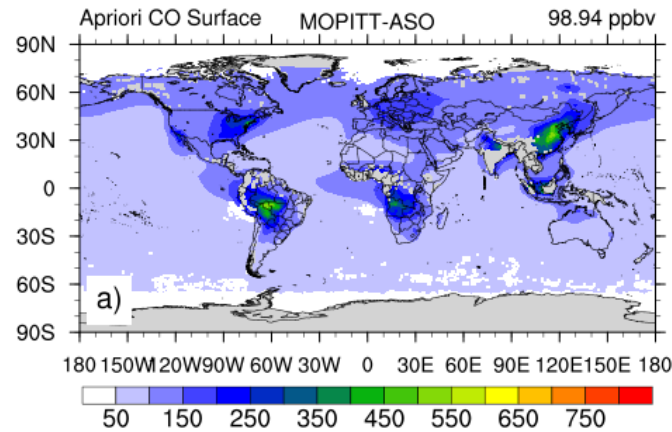 Apriori CO Surface MOPITT-ASO 98.94 ppbv
90N
60N
30N
0
30S
60S
90S
a)
180 150W 120W 90W 60W 30W 0 30E 60E 90E 120E 150E 180
50 150 250 350 450 550 650 750